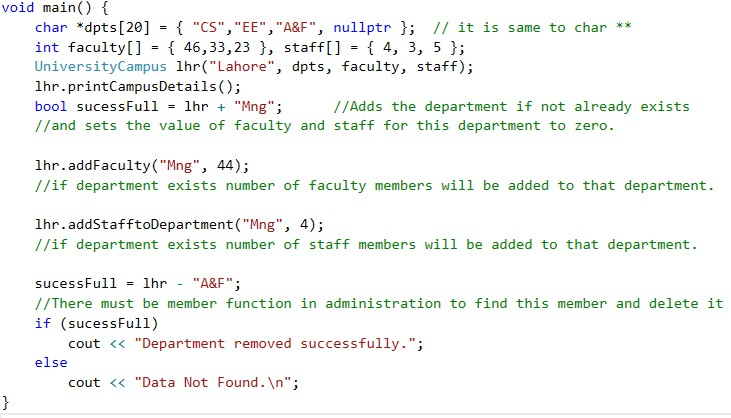 void main() {
    char *dpts[20] = { "CS","EE","A&F", nullptr };  // it is same to char **
    int faculty[] = { 46,33,23 }, staff[] = { 4, 3, 5 };
    UniversityCampus lhr("Lahore", dpts, faculty, staff);
    lhr.printCampusDetails();
    bool sucessFull = lhr + "Mng";      //Adds the department if not already exists
    //and sets the value of faculty and staff for this department to zero.
    lhr.addFaculty("Mng", 44);
    //if department exists number of faculty members will be added to that department.
    lhr.addStafftoDepartment("Mng", 4);
    //if department exists number of staff members will be added to that department.
    sucessFull = lhr - "A&F";
    //There must be member function in administration to find this member and delete it
    if (sucessFull)
        cout << "Department removed successfully.";
    else
        cout << "Data Not Found.\n";
}